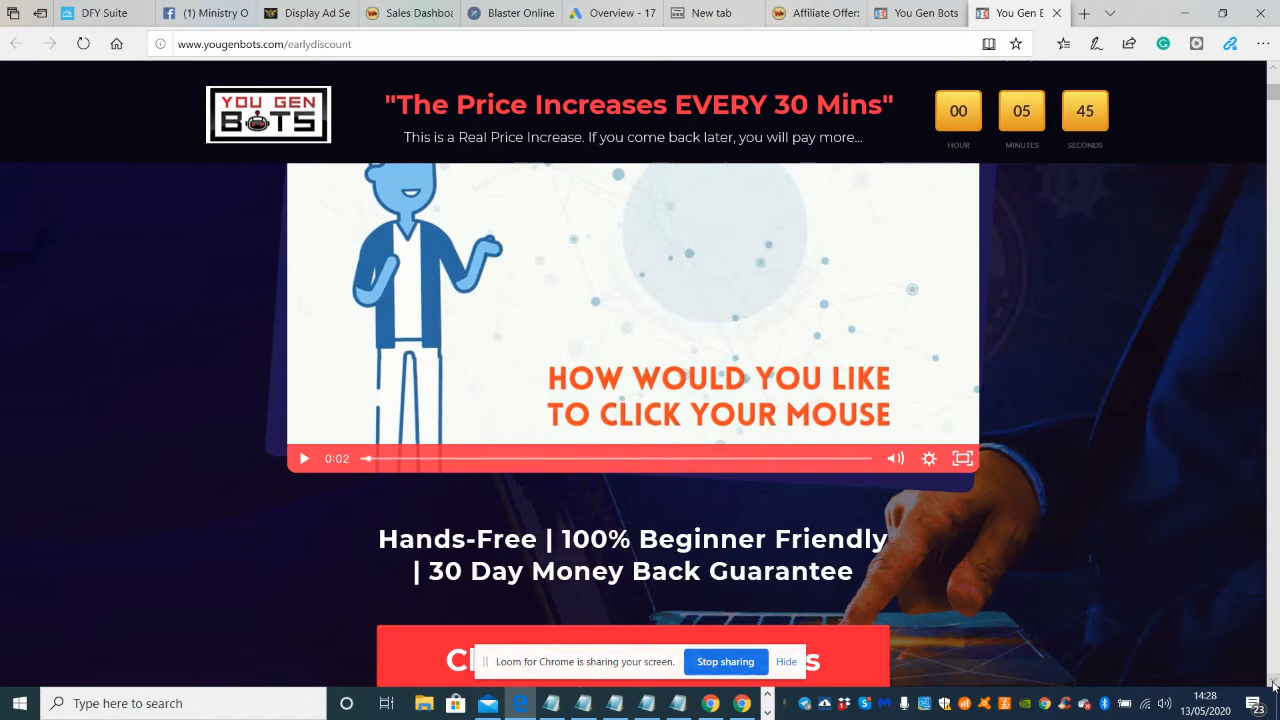 DFY Suite
(1) Ministry
Display Ad Se
Sales Dashbo
Blaster Online
Overview - 17
New Tab
Affiliate Offer
You Gen Bots
You Gen E
www.yougenbots.com/earlydiscount
YOU GEN
BOTS
"The Price Increases EVERY 30 Mins"
This is a Real Price Increase. If you come back later, you will pay more...
00
05
45
HOUR
MINUTES
SECONDS
HOW WOULD YOU LIKE
TO CLICK YOUR MOUSE
0:02
Hands-Free | 100% Beginner Friendly
| 30 Day Money Back Guarantee
Loom for Chrome is sharing your screen.
Stop sharing
Hide
Type here to search
14:28
13/05/2020
23